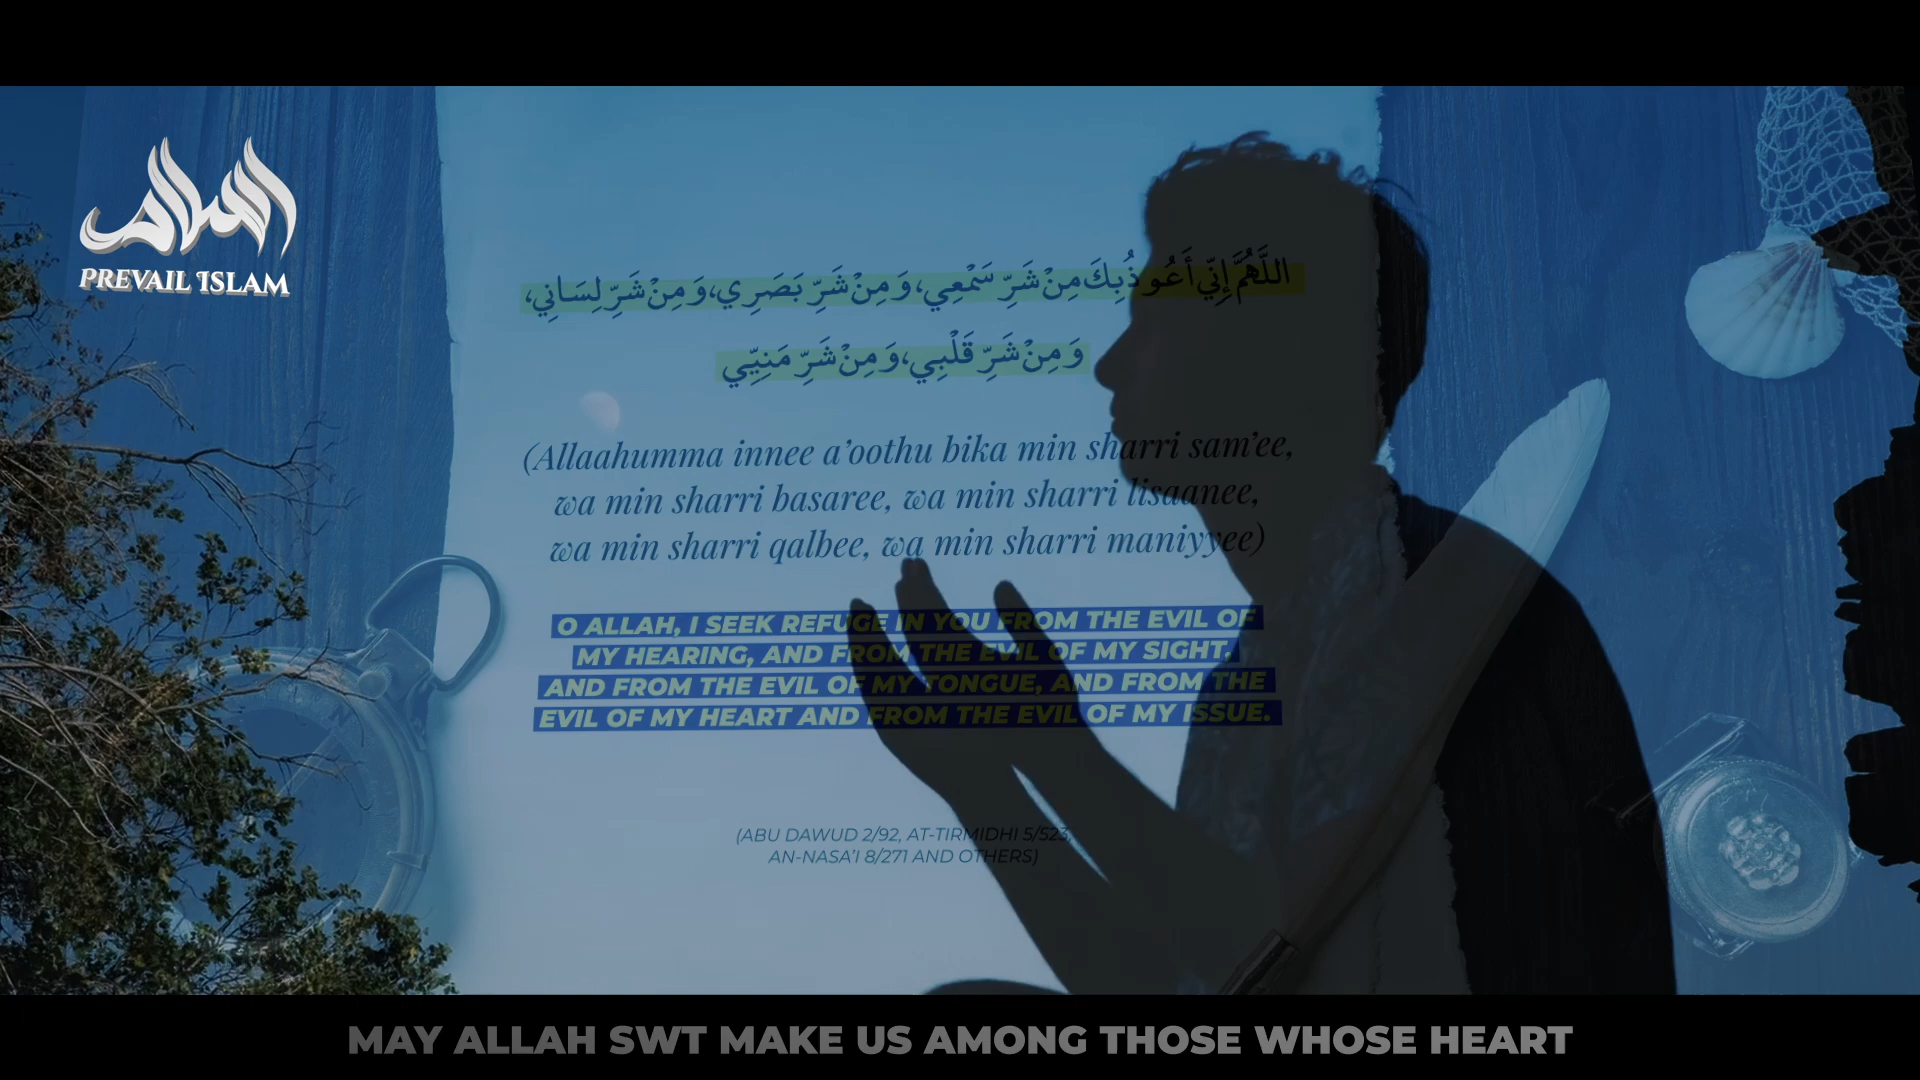 السلام
PREVAIL ISLAM
اللَّهُمَّ إِنِّي أَعُوذُ بِكَ مِنْ شَرِّ سَمْعِي، وَمِنْ شَرِّ بَصَرِي، وَمِنْ شَرِّ لِسَانِي،
وَمِنْ شَرِّ قَلْبِي، وَمِنْ شَرِّ مَنِيِّي
(Allaahumma innee a’oothu bika min sharri sam’ee,
wa min sharri basaree, wa min sharri lisaanee,
wa min sharri qalbee, wa min sharri maniyyee)
O ALLAH, I SEEK REFUGE IN YOU FROM THE EVIL OF
MY HEARING, AND FROM THE EVIL OF MY SIGHT.
AND FROM THE EVIL OF MY TONGUE, AND FROM THE
EVIL OF MY HEART AND FROM THE EVIL OF MY ISSUE.
(ABU DAWUD 2/92, AT-TIRMIDHI 5/523,
AN-NASA’I 8/271 AND OTHERS)
MAY ALLAH SWT MAKE US AMONG THOSE WHOSE HEART